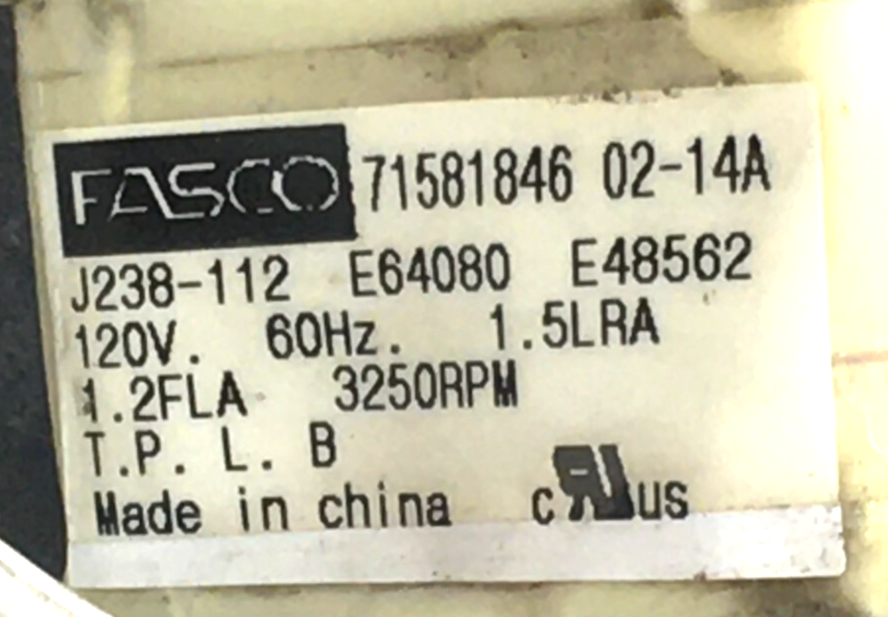 FASCO 71581846 02-14A
J238-112 E64080 E48562
120V. 60Hz. 1.5LRA
1.2FLA 3250RPM
T.P. L. B
Made in china c RU us